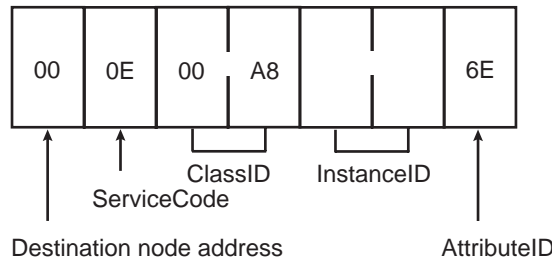 00 0E 00 A8 6E
ClassID InstanceID
ServiceCode
Destination node address AttributeID